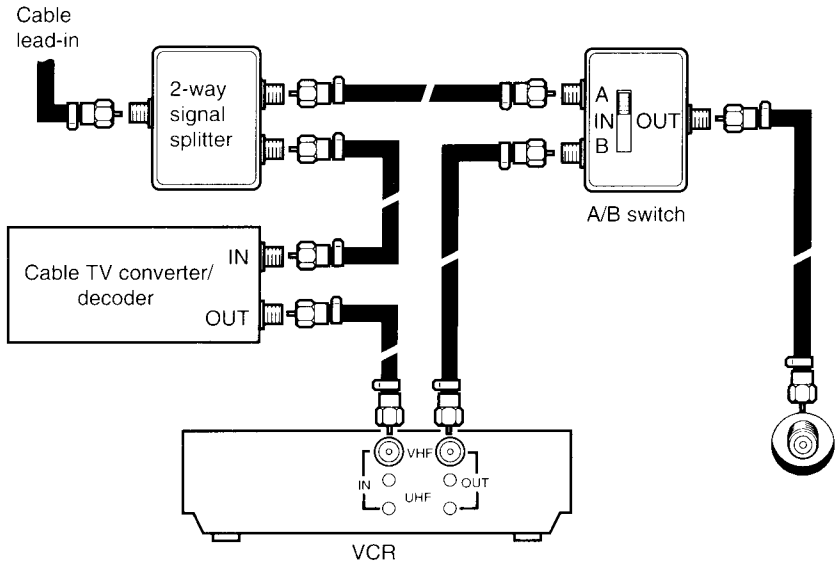 Cable
lead-in
2-way
signal
splitter
A
IN OUT
B
A/B switch
Cable TV converter/
decoder
IN
OUT
VHF
IN OUT
UHF
VCR